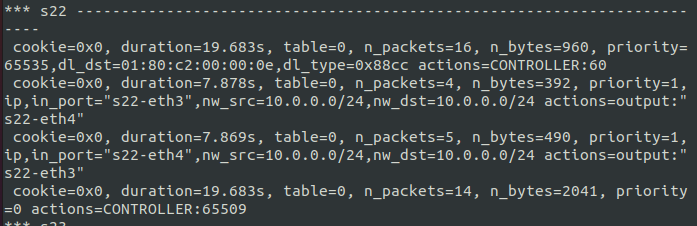 *** s22 --------------------------------------------------------------------
----
 cookie=0x0, duration=19.683s, table=0, n_packets=16, n_bytes=960, priority=
65535,dl_dst=01:80:c2:00:00:0e,dl_type=0x88cc actions=CONTROLLER:60
 cookie=0x0, duration=7.878s, table=0, n_packets=4, n_bytes=392, priority=1,
ip,in_port="s22-eth3",nw_src=10.0.0.0/24,nw_dst=10.0.0.0/24 actions=output:"
s22-eth4"
 cookie=0x0, duration=7.869s, table=0, n_packets=5, n_bytes=490, priority=1,
ip,in_port="s22-eth4",nw_src=10.0.0.0/24,nw_dst=10.0.0.0/24 actions=output:"
s22-eth3"
 cookie=0x0, duration=19.683s, table=0, n_packets=14, n_bytes=2041, priority
=0 actions=CONTROLLER:65509
*** s23